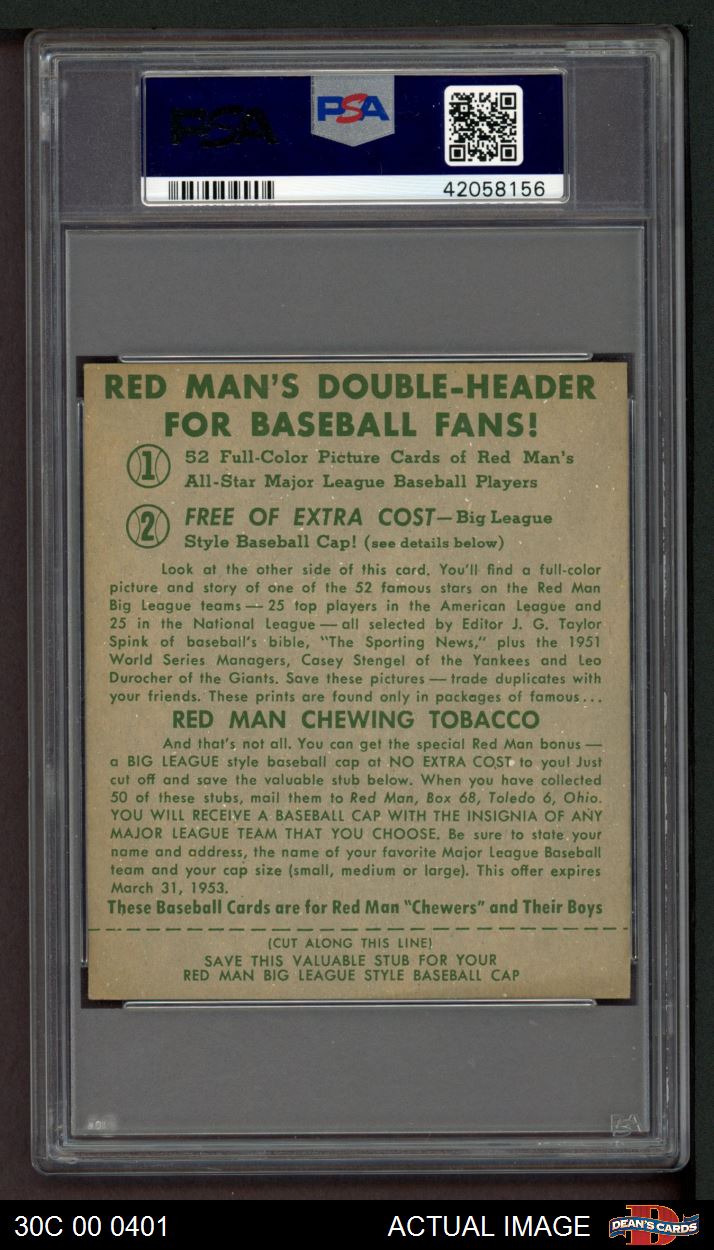 PSA
PSA
42058156
RED MAN'S DOUBLE-HEADER
FOR BASEBALL FANS!
1 52 Full-Color Picture Cards of Red Man's
All-Star Major League Baseball Players
2 FREE OF EXTRA COST—Big League
Style Baseball Cap! (see details below)
Look at the other side of this card. You'll find a full-color
picture and story of one of the 52 famous stars on the Red Man
Big League teams — 25 top players in the American League and
25 in the National League — all selected by Editor J. G. Taylor
Spink of baseball's bible, "The Sporting News," plus the 1951
World Series Managers, Casey Stengel of the Yankees and Leo
Durocher of the Giants. Save these pictures — trade duplicates with
your friends. These prints are found only in packages of famous...
RED MAN CHEWING TOBACCO
And that's not all. You can get the special Red Man bonus —
a BIG LEAGUE style baseball cap at NO EXTRA COST to you! Just
cut off and save the valuable stub below. When you have collected
50 of these stubs, mail them to Red Man, Box 68, Toledo 6, Ohio.
YOU WILL RECEIVE A BASEBALL CAP WITH THE INSIGNIA OF ANY
MAJOR LEAGUE TEAM THAT YOU CHOOSE. Be sure to state your
name and address, the name of your favorite Major League Baseball
team and your cap size (small, medium or large). This offer expires
March 31, 1953.
These Baseball Cards are for Red Man "Chewers" and Their Boys
(CUT ALONG THIS LINE)
SAVE THIS VALUABLE STUB FOR YOUR
RED MAN BIG LEAGUE STYLE BASEBALL CAP
PSA
30C 00 0401 ACTUAL IMAGE DEAN'S CARDS